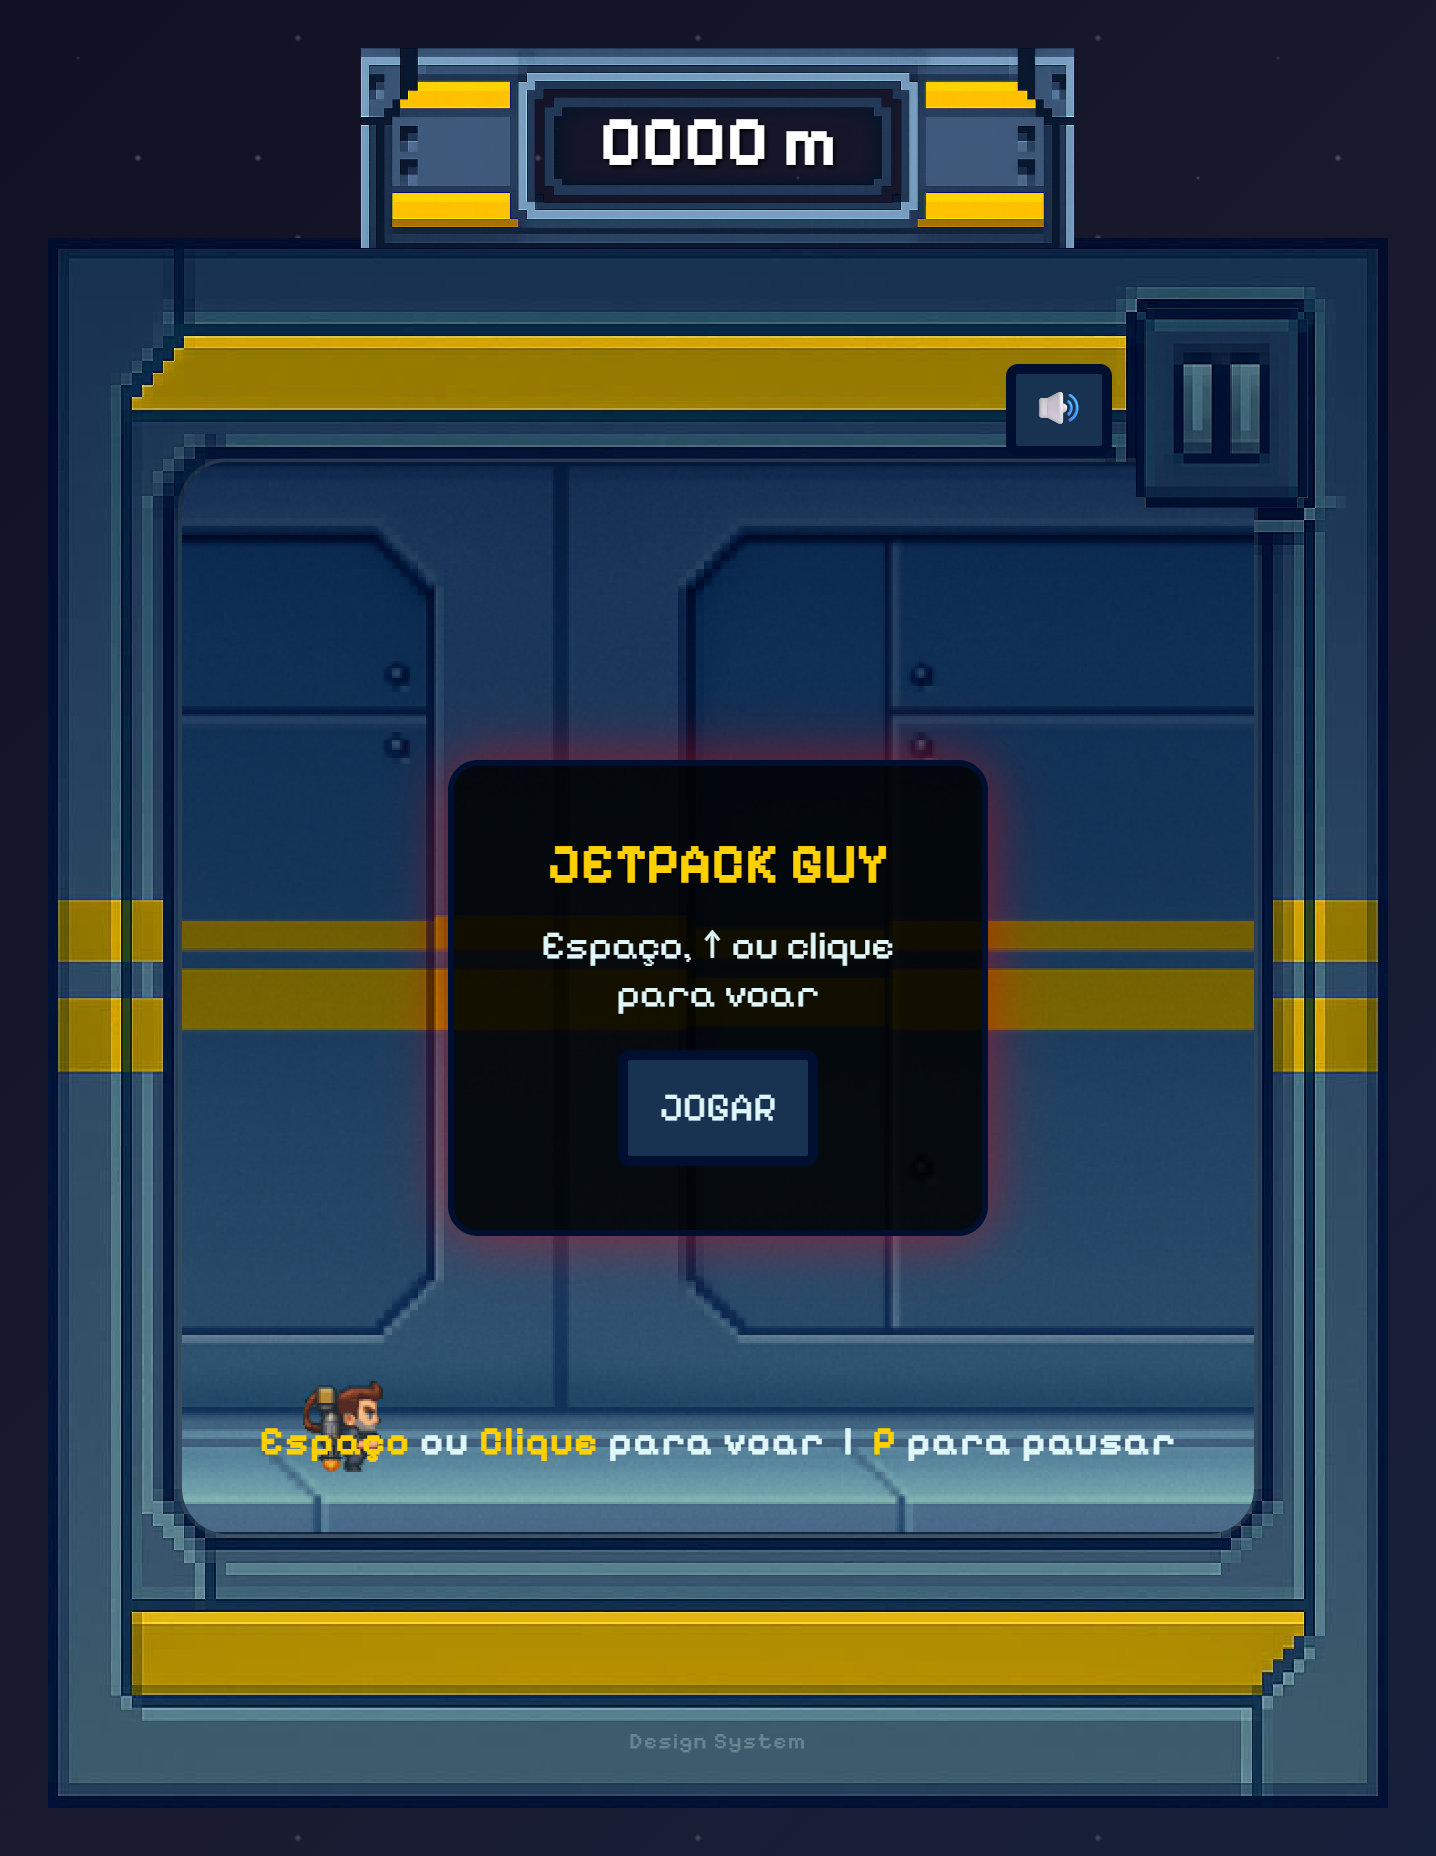 0000 m
JETPACK GUY
Espaço, ↑ ou clique
para voar
JOGAR
Espaço ou Clique para voar | P para pausar
Design System